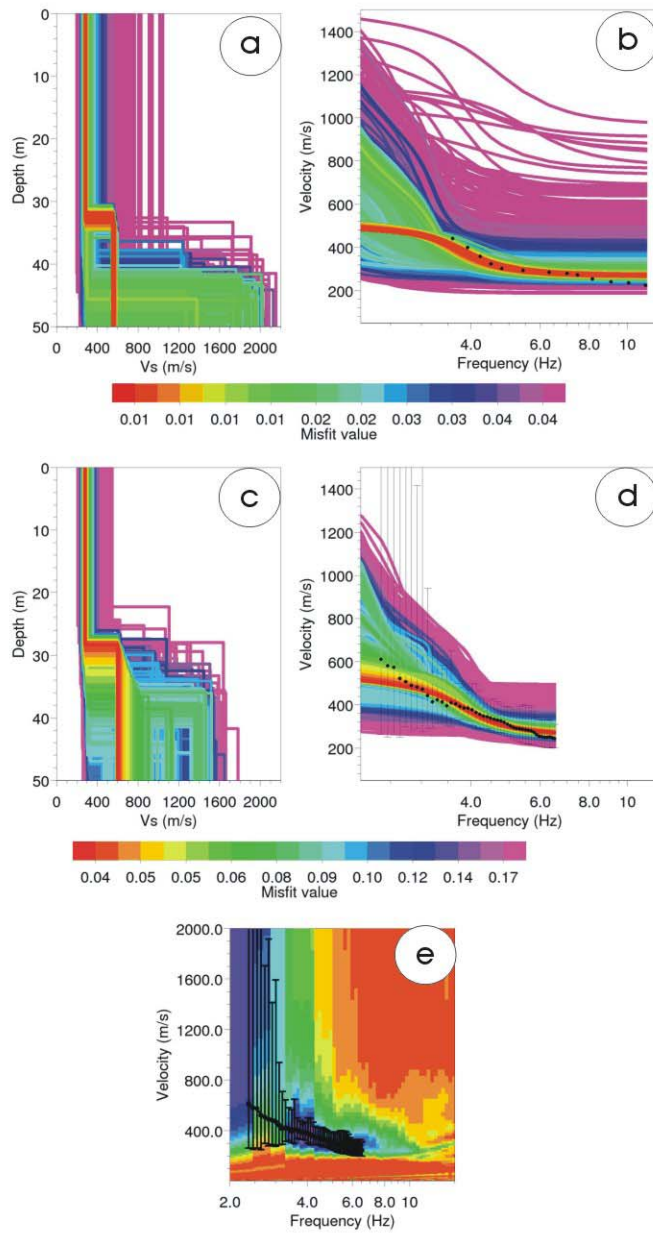 a
0
10
20
30
40
50
Depth (m)
0 400 800 1200 1600 2000
Vs (m/s)
b
1400
1200
1000
800
600
400
200
Velocity (m/s)
4.0 6.0 8.0 10
Frequency (Hz)
0.01 0.01 0.01 0.01 0.02 0.02 0.03 0.03 0.04 0.04
Misfit value
c
0
10
20
30
40
50
Depth (m)
0 400 800 1200 1600 2000
Vs (m/s)
d
1400
1200
1000
800
600
400
200
Velocity (m/s)
4.0 6.0 8.0 10
Frequency (Hz)
0.04 0.05 0.05 0.06 0.08 0.09 0.10 0.12 0.14 0.17
Misfit value
e
2000.0
1600.0
1200.0
800.0
400.0
Velocity (m/s)
2.0 4.0 6.0 10
Frequency (Hz)